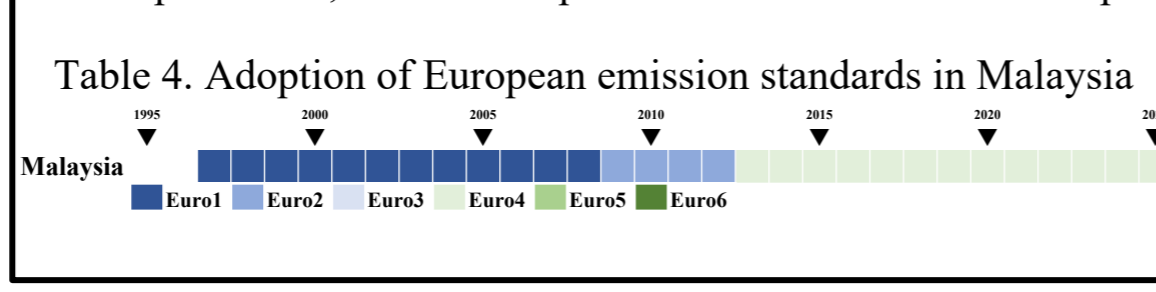 Table 4. Adoption of European emission standards in Malaysia
1995 2000 2005 2010 2015 2020
Malaysia
Euro1 Euro2 Euro3 Euro4 Euro5 Euro6